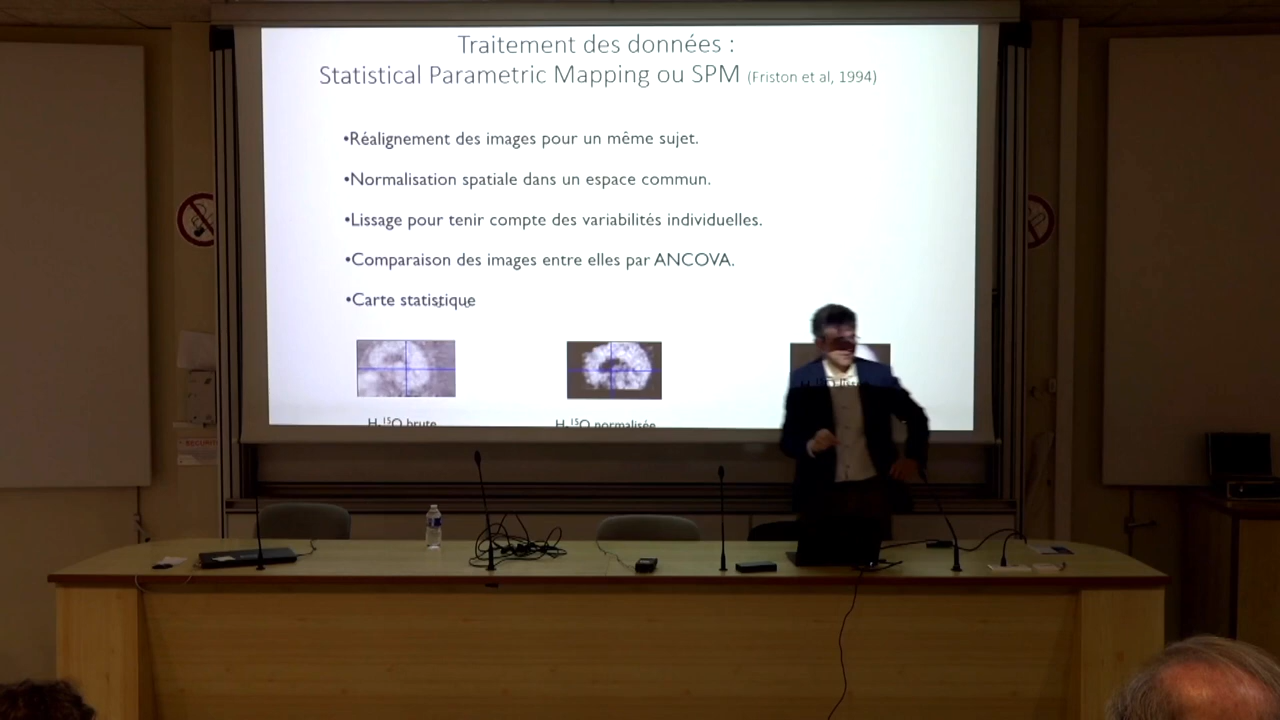 Traitement des données :
Statistical Parametric Mapping ou SPM (Friston et al, 1994)
•Réalignement des images pour un même sujet.
•Normalisation spatiale dans un espace commun.
•Lissage pour tenir compte des variabilités individuelles.
•Comparaison des images entre elles par ANCOVA.
•Carte statistique
H₂¹⁵O brute
H₂¹⁵O normalisée